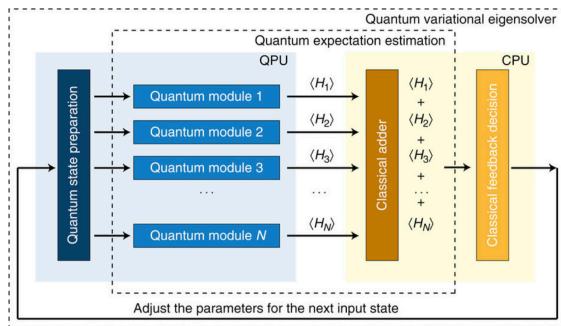 Quantum variational eigensolver
Quantum expectation estimation
QPU
CPU
Quantum state preparation
Quantum module 1
⟨H₁⟩
Quantum module 2
⟨H₂⟩
Quantum module 3
⟨H₃⟩
...
...
Quantum module N
⟨H_N⟩
Classical adder
⟨H₁⟩
+
⟨H₂⟩
+
⟨H₃⟩
+
...
+
⟨H_N⟩
Classical feedback decision
Adjust the parameters for the next input state